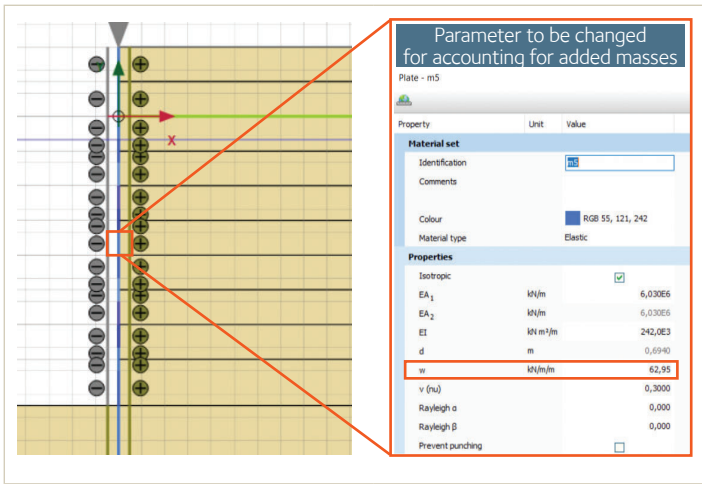 Parameter to be changed
for accounting for added masses
Plate - m5
Property Unit Value
Material set
Identification m5
Comments
Colour RGB 55, 121, 242
Material type Elastic
Properties
Isotropic
EA1 kN/m 6,030E6
EA2 kN/m 6,030E6
EI kN m²/m 242,0E3
d m 0,6940
w kN/m/m 62,95
v (nu) 0,3000
Rayleigh α 0,000
Rayleigh β 0,000
Prevent punching
x